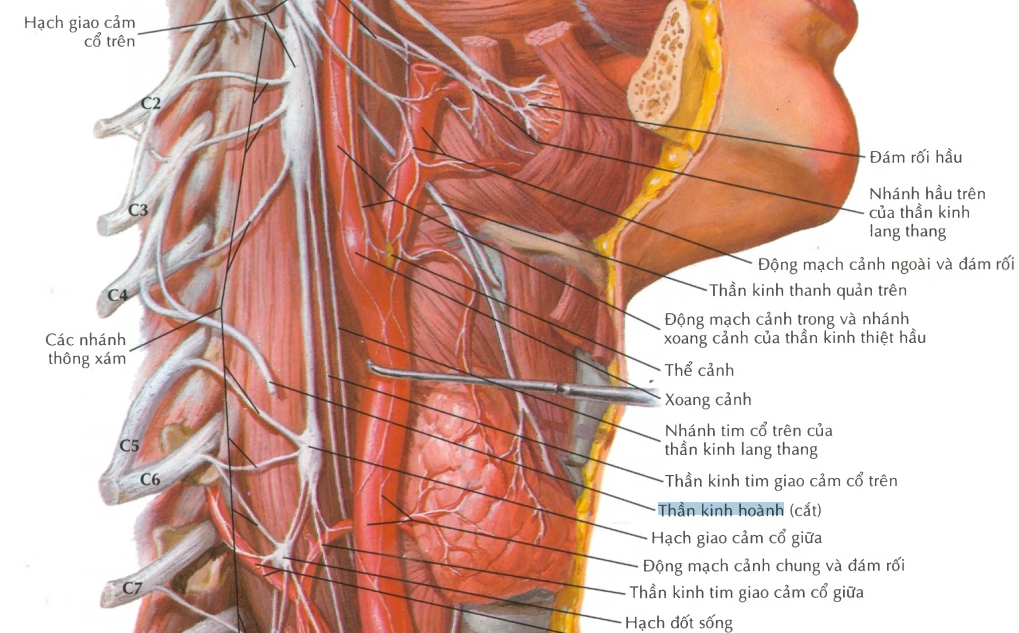 Hạch giao cảm
cổ trên
C2
C3
C4
Các nhánh
thông xám
C5
C6
C7
Đám rối hầu
Nhánh hầu trên
của thần kinh
lang thang
Động mạch cảnh ngoài và đám rối
Thần kinh thanh quản trên
Động mạch cảnh trong và nhánh
xoang cảnh của thần kinh thiệt hầu
Thể cảnh
Xoang cảnh
Nhánh tim cổ trên của
thần kinh lang thang
Thần kinh tim giao cảm cổ trên
Thần kinh hoành (cắt)
Hạch giao cảm cổ giữa
Động mạch cảnh chung và đám rối
Thần kinh tim giao cảm cổ giữa
Hạch đốt sống